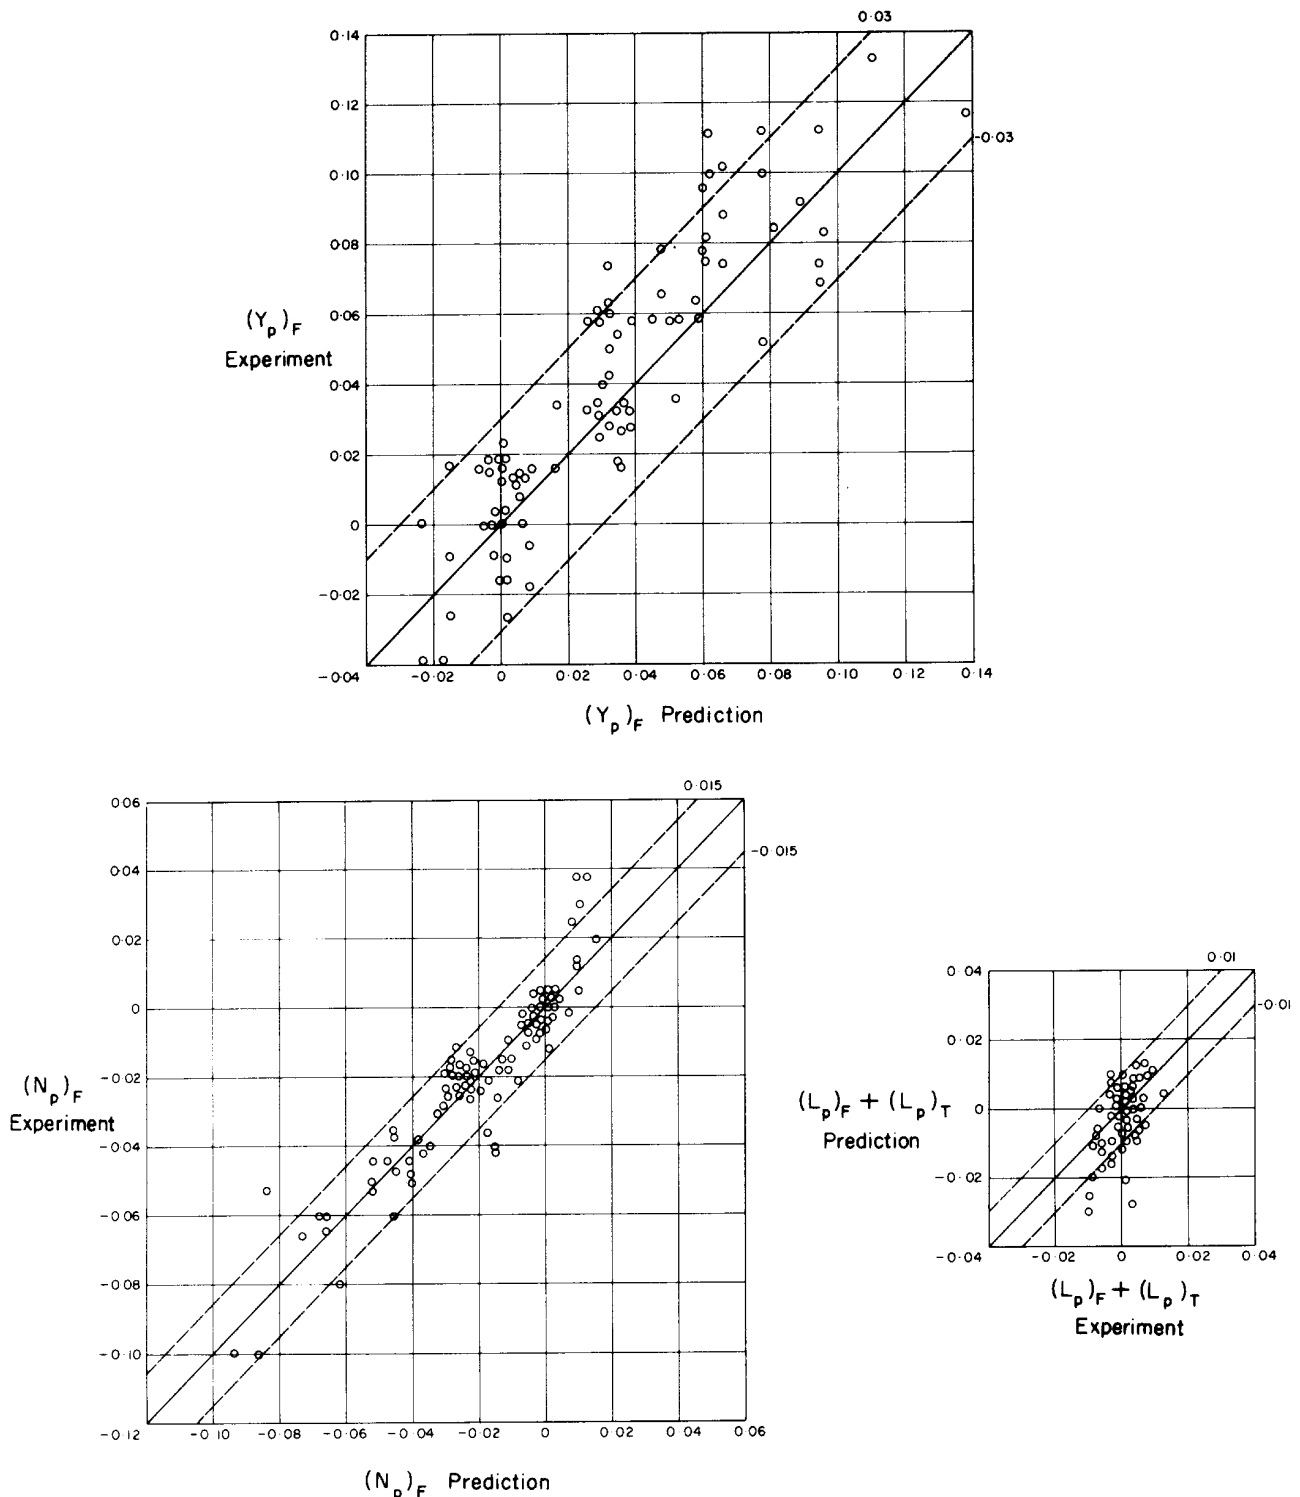 0·03
0·14
0·12
-0·03
0·10
0·08
(Y_p)_F
Experiment
0·06
0·04
0·02
0
-0·02
-0·04 -0·02 0 0·02 0·04 0·06 0·08 0·10 0·12 0·14
(Y_p)_F Prediction
0·015
0·06
-0·015
0·04
0·02
0
-0·02
(N_p)_F
Experiment
-0·04
-0·06
-0·08
-0·10
-0·12 -0·10 -0·08 -0·06 -0·04 -0·02 0 0·02 0·04 0·06
(N_p)_F Prediction
0·01
0·04
-0·01
0·02
(L_p)_F + (L_p)_T
Prediction
0
-0·02
-0·04 -0·02 0 0·02 0·04
(L_p)_F + (L_p)_T
Experiment